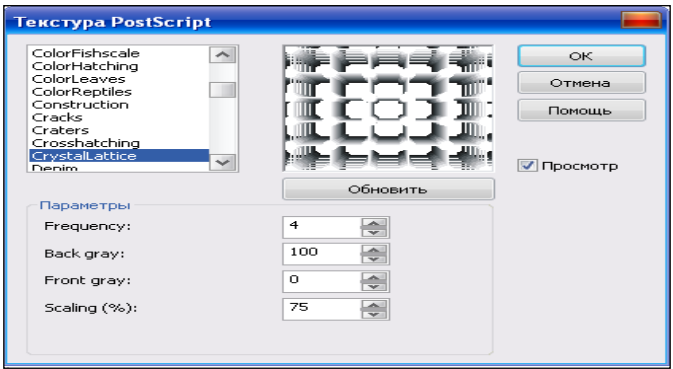 Текстура PostScript
ColorFishscale
ColorHatching
ColorLeaves
ColorReptiles
Construction
Cracks
Craters
Crosshatching
CrystalLattice
Denim
OK
Отмена
Помощь
Просмотр
Обновить
Параметры
Frequency: 4
Back gray: 100
Front gray: 0
Scaling (%): 75